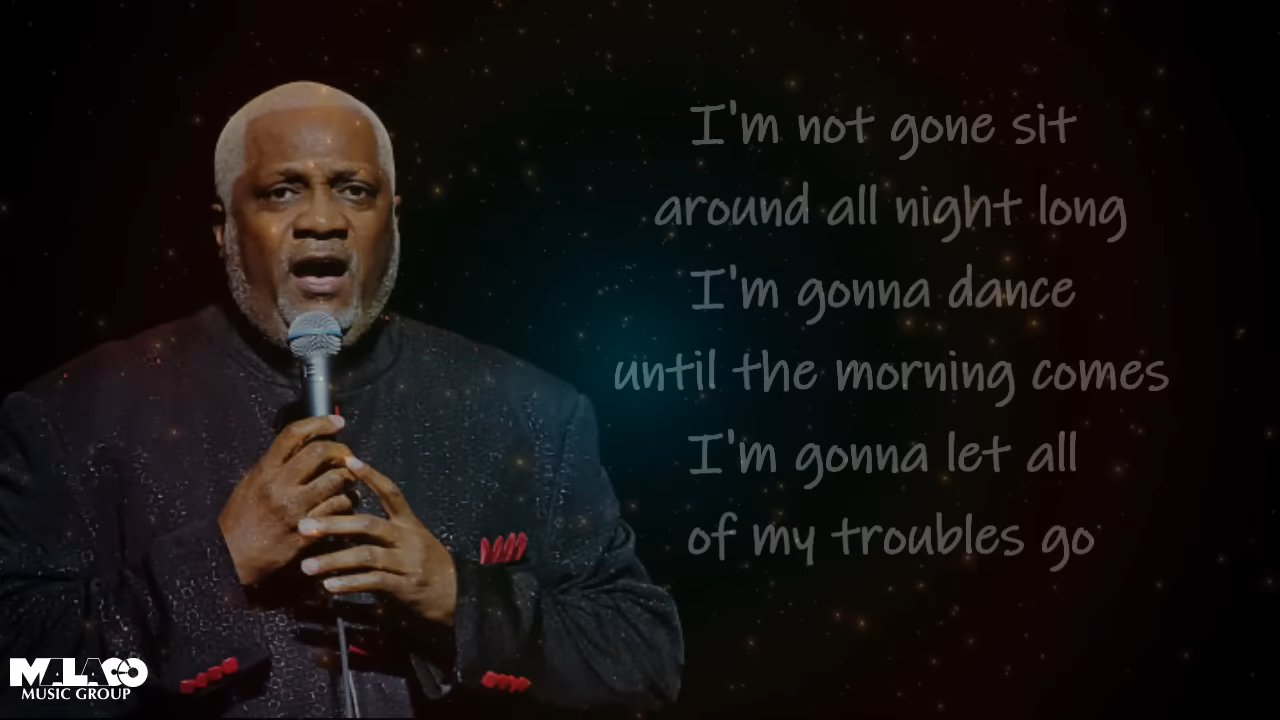 I'm not gone sit
around all night long
I'm gonna dance
until the morning comes
I'm gonna let all
of my troubles go
MALACO
MUSIC GROUP